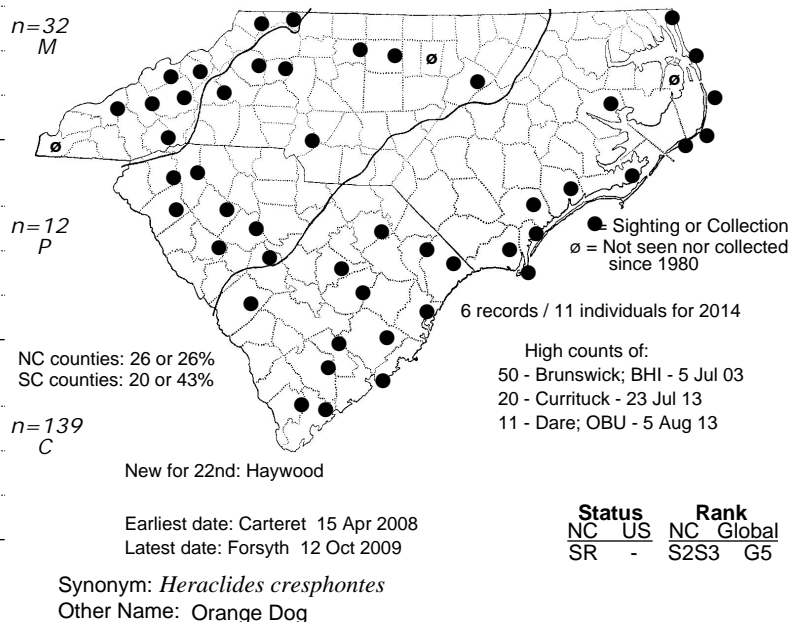 n=32
M
n=12
P
● = Sighting or Collection
ø = Not seen nor collected
since 1980
6 records / 11 individuals for 2014
NC counties: 26 or 26%
SC counties: 20 or 43%
High counts of:
50 - Brunswick; BHI - 5 Jul 03
20 - Currituck - 23 Jul 13
11 - Dare; OBU - 5 Aug 13
n=139
C
New for 22nd: Haywood
Earliest date: Carteret 15 Apr 2008
Latest date: Forsyth 12 Oct 2009
Status Rank
NC US NC Global
SR - S2S3 G5
Synonym: Heraclides cresphontes
Other Name: Orange Dog